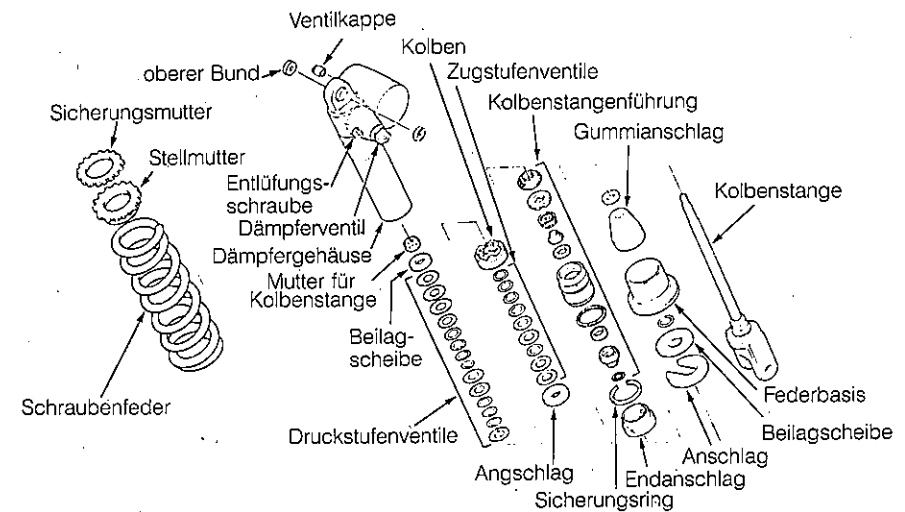 Ventilkappe
Kolben
oberer Bund
Zugstufenventile
Kolbenstangenführung
Sicherungsmutter
Gummianschlag
Stellmutter
Kolbenstange
Entlüfungs-
schraube
Dämpferventil
Dämpfergehäuse
Mutter für
Kolbenstange
Beilag-
scheibe
Schraubenfeder
Druckstufenventile
Federbasis
Beilagscheibe
Anschlag
Angschlag
Endanschlag
Sicherungsring